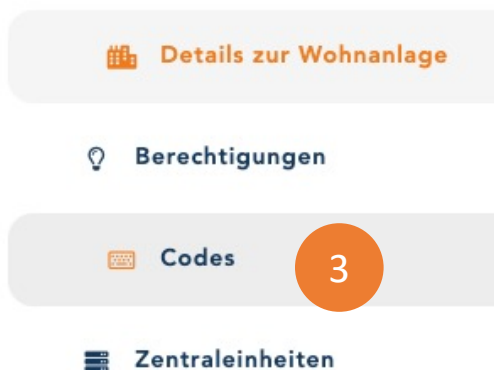 Details zur Wohnanlage
Berechtigungen
Codes
3
Zentraleinheiten